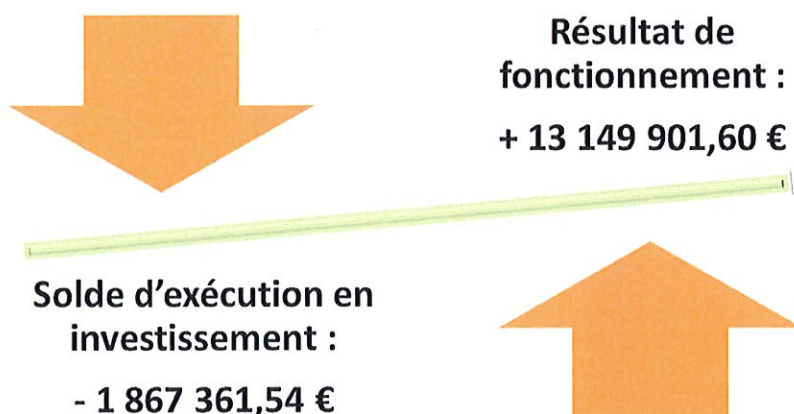 Résultat de
fonctionnement :
+ 13 149 901,60 €
Solde d’exécution en
investissement :
- 1 867 361,54 €